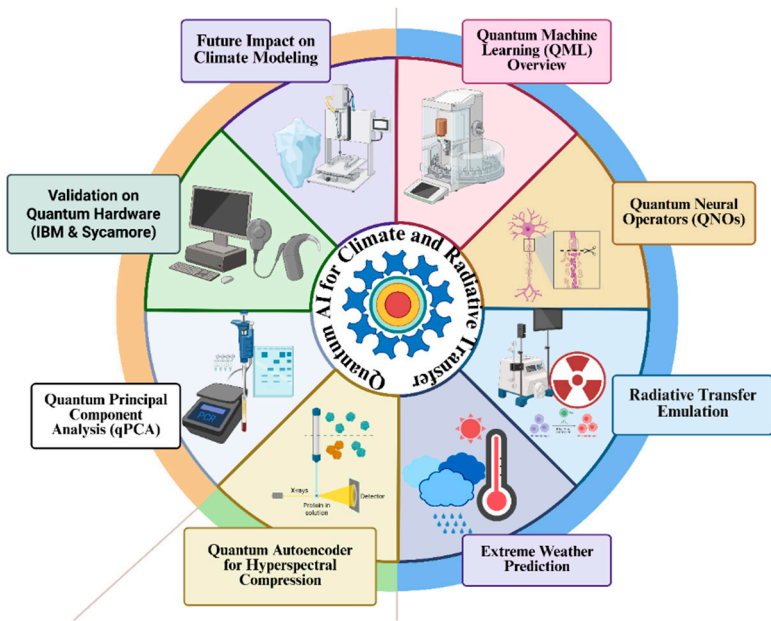 Future Impact on
Climate Modeling
Quantum Machine
Learning (QML)
Overview
Validation on
Quantum Hardware
(IBM & Sycamore)
Quantum Neural
Operators (QNOs)
Quantum AI for Climate and Radiative Transfer
Quantum Principal
Component
Analysis (qPCA)
PCR
Radiative Transfer
Emulation
X-rays
Protein in
solution
Detector
Quantum Autoencoder
for Hyperspectral
Compression
Extreme Weather
Prediction